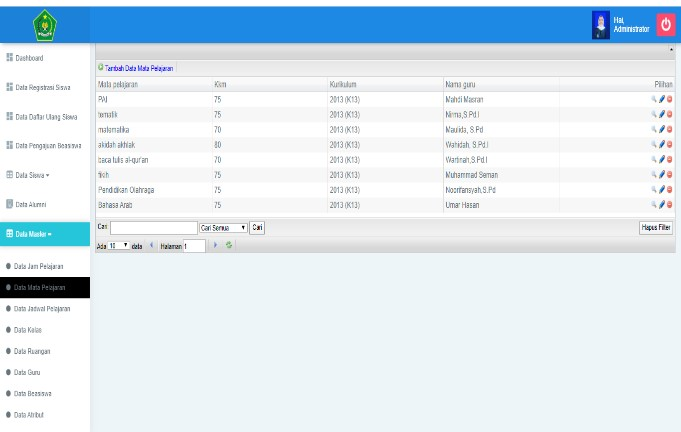 Hai,
Administrator
Dashboard
Data Registrasi Siswa
Data Daftar Ulang Siswa
Data Pengajuan Beasiswa
Data Siswa
Data Alumni
Data Master
Data Jam Pelajaran
Data Mata Pelajaran
Data Jadwal Pelajaran
Data Kelas
Data Ruangan
Data Guru
Data Beasiswa
Data Atribut
Tambah Data Mata Pelajaran
Mata pelajaran Kkm Kurikulum Nama guru Pilihan
PAI 75 2013 (K13) Mahdi Masran
tematik 75 2013 (K13) Nirma,S.Pd.I
matematika 70 2013 (K13) Maulida, S.Pd
akidah akhlak 80 2013 (K13) Wahidah, S.Pd.I
baca tulis al-qur'an 70 2013 (K13) Wartinah,S.Pd.I
fikih 75 2013 (K13) Muhammad Seman
Pendidikan Olahraga 75 2013 (K13) Noorifansyah,S.Pd
Bahasa Arab 75 2013 (K13) Umar Hasan
Cari: Cari Semua Cari Hapus Filter
Ada 10 data Halaman 1